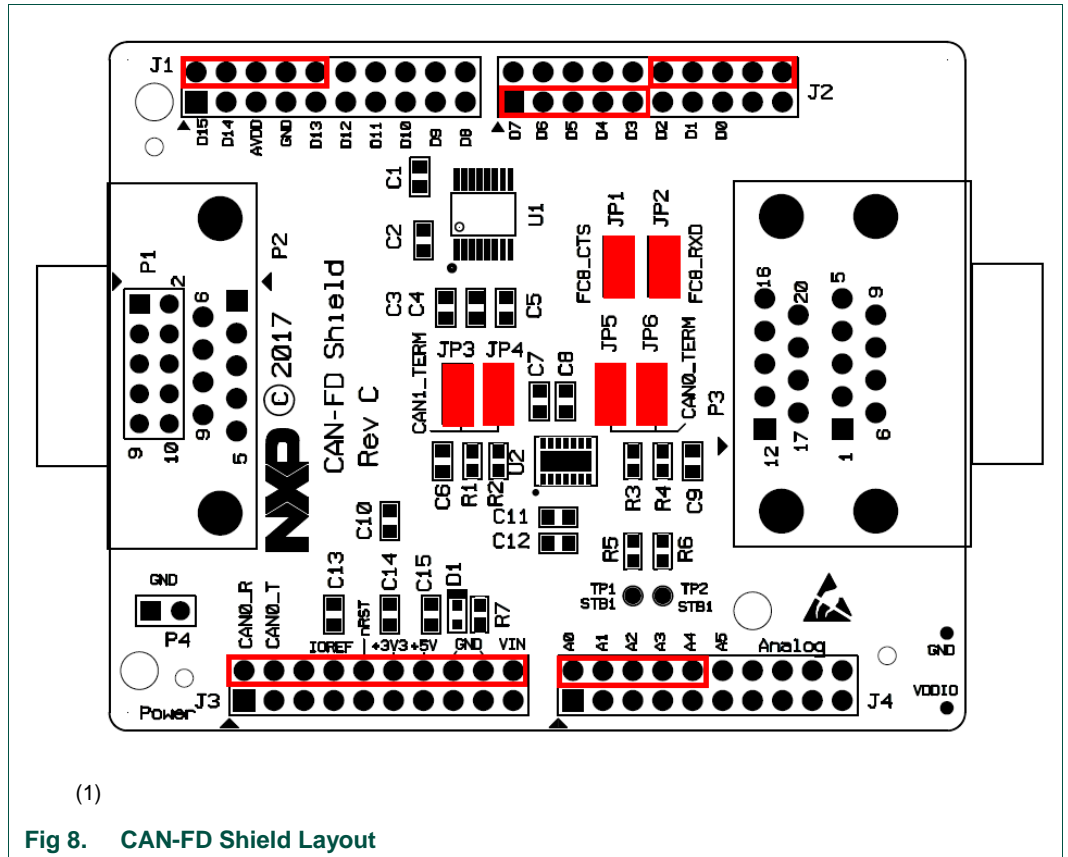 J1
J2
D15
D14
AVDD
GND
D13
D12
D11
D10
D9
D8
D7
D6
D5
D4
D3
D2
D1
D0
C1
C2
U1
JP1
JP2
FC8_CTS
FC8_RXD
P1
P2
2
6
9
10
9
5
© 2017
NXP
CAN-FD Shield
Rev C
C3
C4
C5
CAN1_TERM
JP3
JP4
C7
C8
JP5
JP6
CAN0_TERM
P3
16
20
5
9
12
17
1
6
C6
R1
R2
U2
R3
R4
C9
C10
C11
C12
R5
R6
TP1
STB1
TP2
STB1
GND
P4
CAN0_R
CAN0_T
C13
nRST
C14
C15
D1
R7
IOREF
+3V3
+5V
GND
VIN
A0
A1
A2
A3
A4
A5
Analog
GND
VDDIO
J3
J4
Power
(1)
Fig 8. CAN-FD Shield Layout